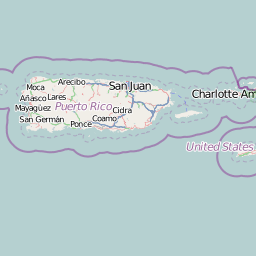 San Juan
Arecibo
Moca
Charlotte Am
Añasco
Lares
Puerto Rico
Mayagüez
Cidra
San Germán
Coamo
Ponce
United States